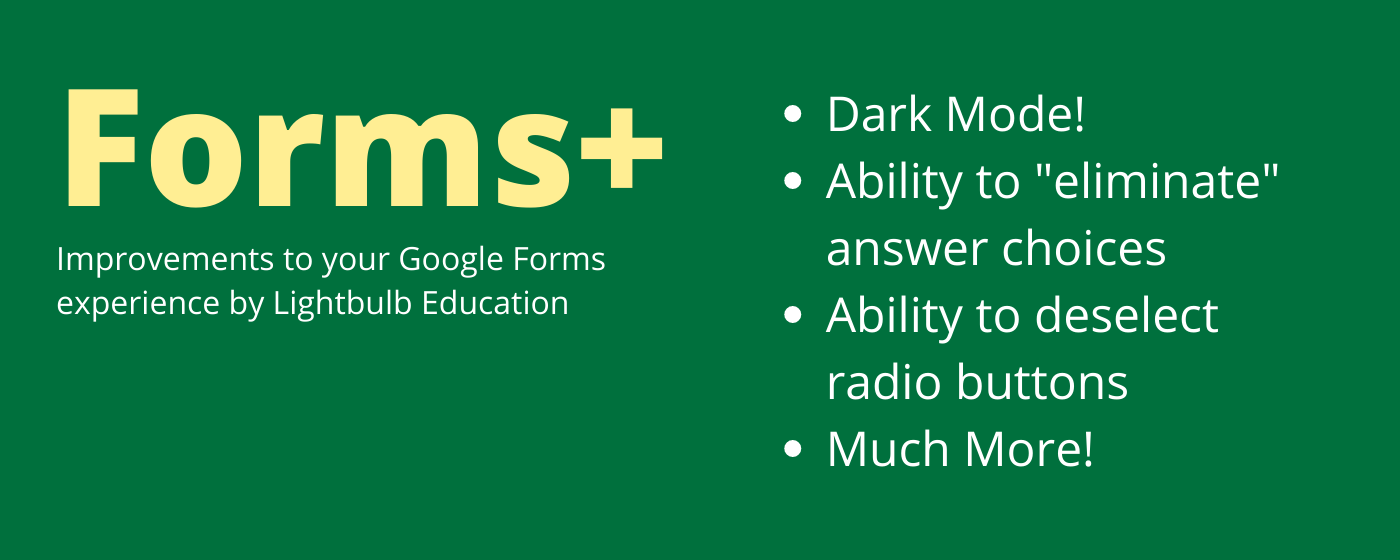 Forms+
Improvements to your Google Forms
experience by Lightbulb Education
• Dark Mode!
• Ability to "eliminate"
answer choices
• Ability to deselect
radio buttons
• Much More!